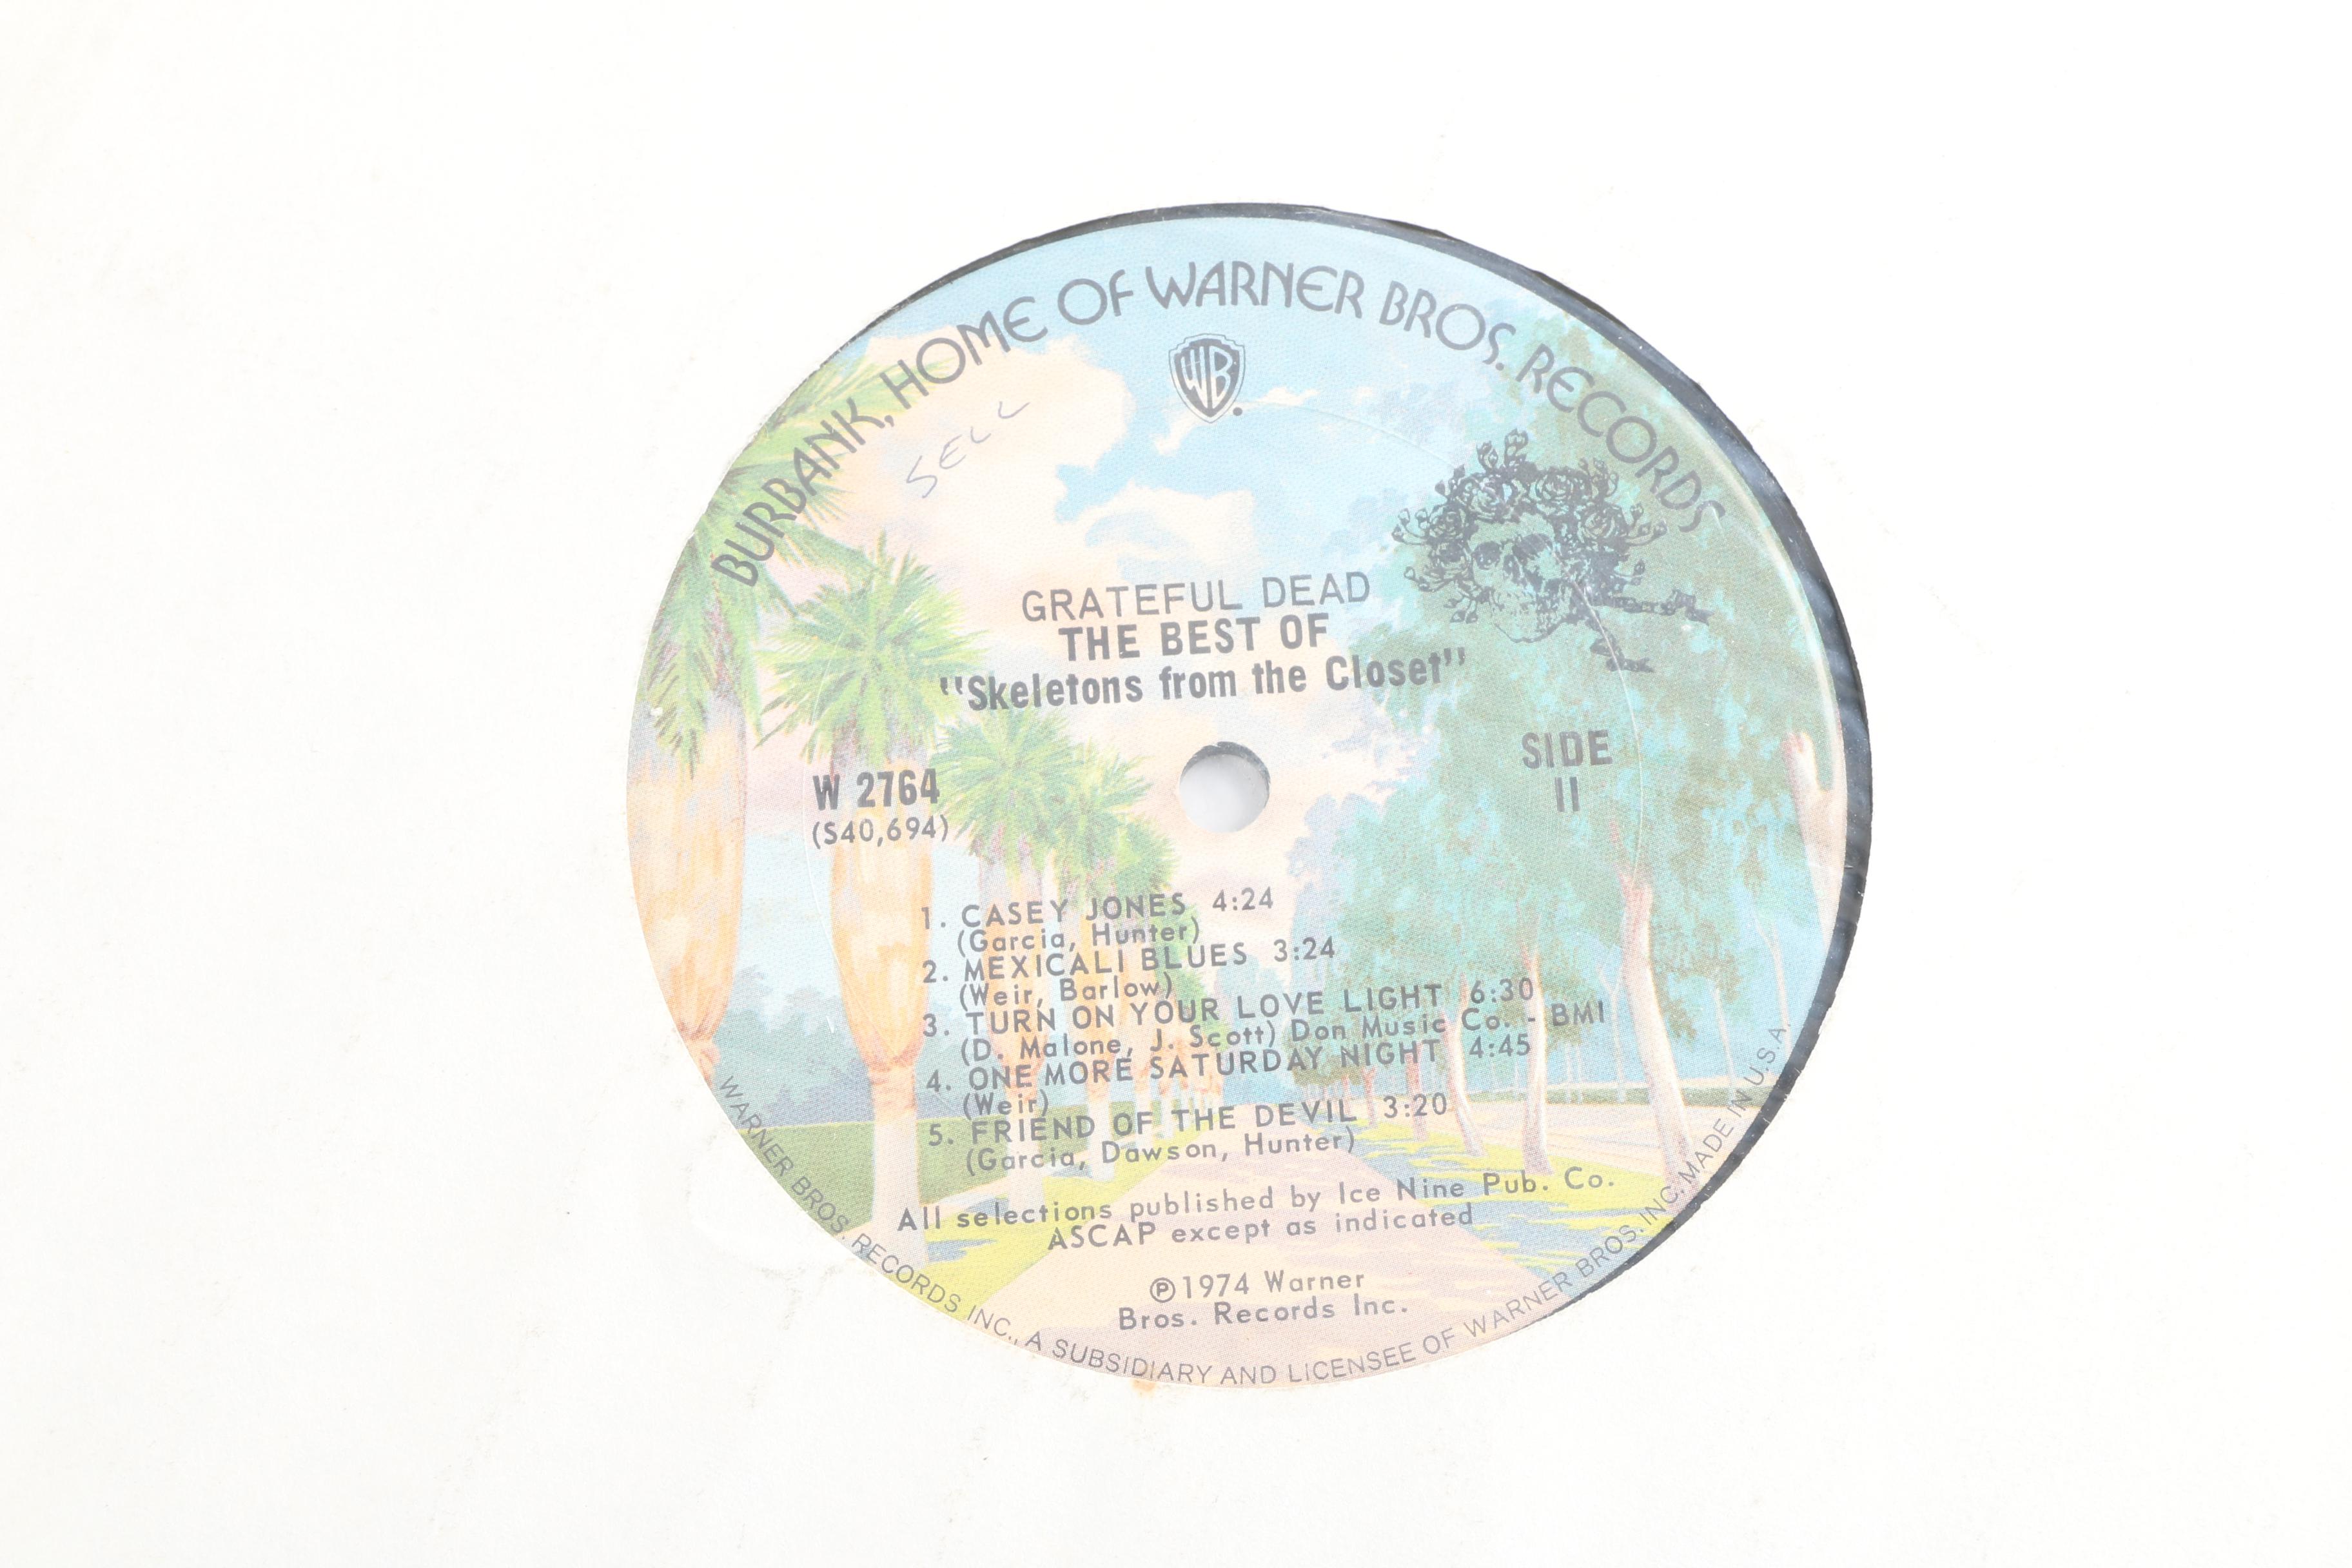 BURBANK, HOME OF WARNER BROS. RECORDS
WB
SELL
GRATEFUL DEAD
THE BEST OF
"Skeletons from the Closet"
W 2764
(S40,694)
SIDE
II
1. CASEY JONES 4:24
(Garcia, Hunter)
2. MEXICALI BLUES 3:24
(Weir, Barlow)
3. TURN ON YOUR LOVE LIGHT 6:30
(D. Malone, J. Scott) Don Music Co. - BMI
4. ONE MORE SATURDAY NIGHT 4:45
(Weir)
5. FRIEND OF THE DEVIL 3:20
(Garcia, Dawson, Hunter)
All selections published by Ice Nine Pub. Co.
ASCAP except as indicated
℗1974 Warner
Bros. Records Inc.
WARNER BROS. RECORDS INC., A SUBSIDIARY AND LICENSEE OF WARNER BROS. INC. MADE IN U.S.A.